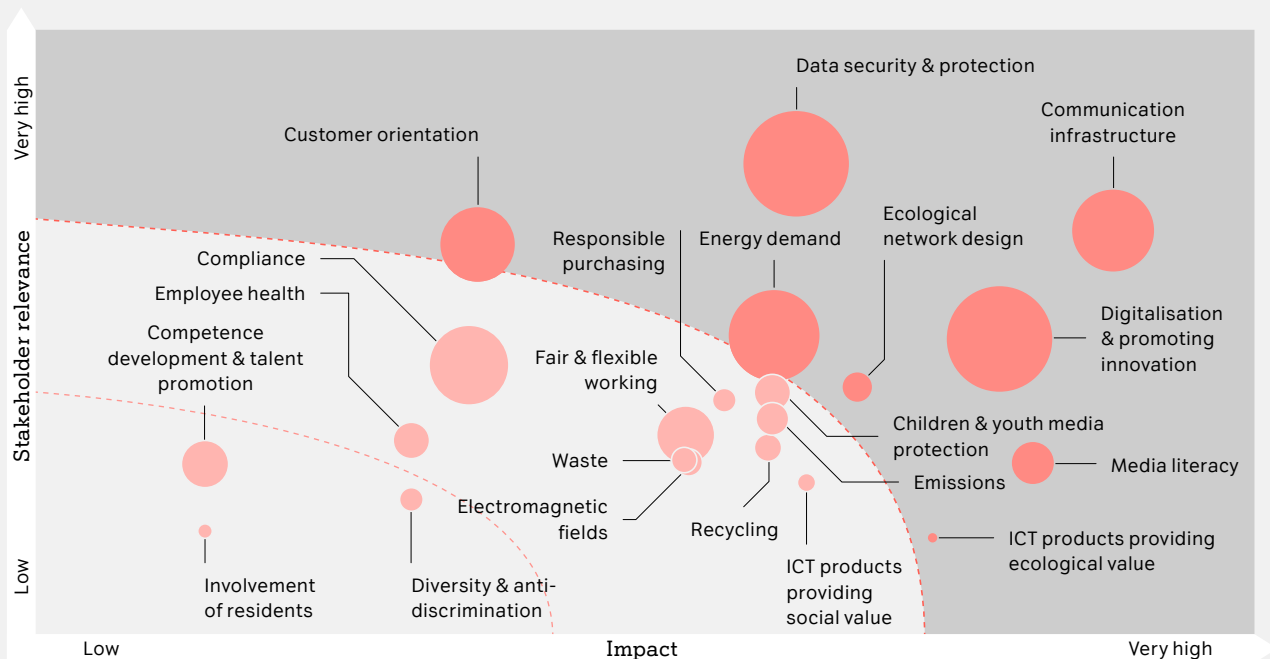 Very high
Stakeholder relevance
Low
Data security & protection
Communication
infrastructure
Customer orientation
Ecological
network design
Responsible
purchasing
Energy demand
Compliance
Employee health
Competence
development & talent
promotion
Fair & flexible
working
Digitalisation
& promoting
innovation
Children & youth media
protection
Waste
Media literacy
Emissions
Electromagnetic
fields
Recycling
ICT products providing
ecological value
ICT products
providing
social value
Involvement
of residents
Diversity & anti-
discrimination
Low
Impact
Very high